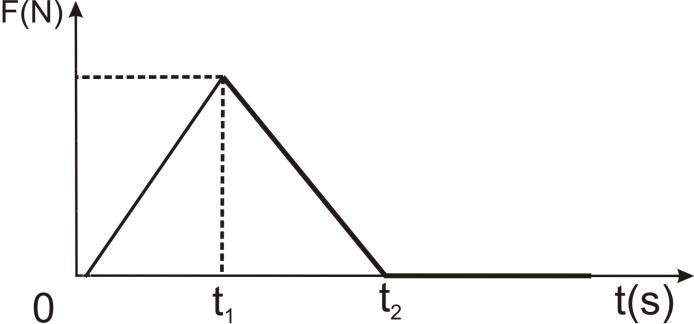 F(N)
0
t₁
t₂
t(s)